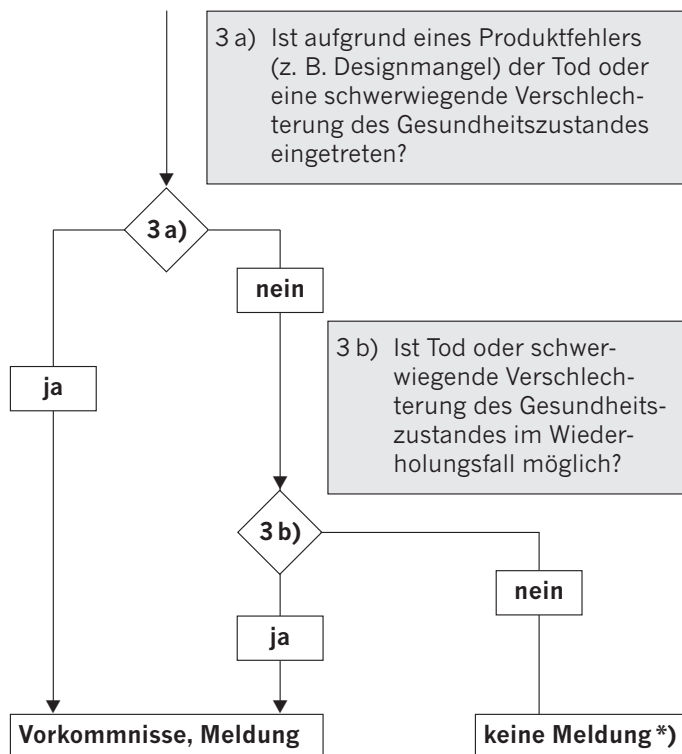 3 a) Ist aufgrund eines Produktfehlers
(z. B. Designmangel) der Tod oder
eine schwerwiegende Verschlech-
terung des Gesundheitszustandes
eingetreten?
3 a)
nein
3 b) Ist Tod oder schwer-
wiegende Verschlech-
terung des Gesundheits-
zustandes im Wieder-
holungsfall möglich?
ja
3 b)
nein
ja
Vorkommnisse, Meldung
keine Meldung *)